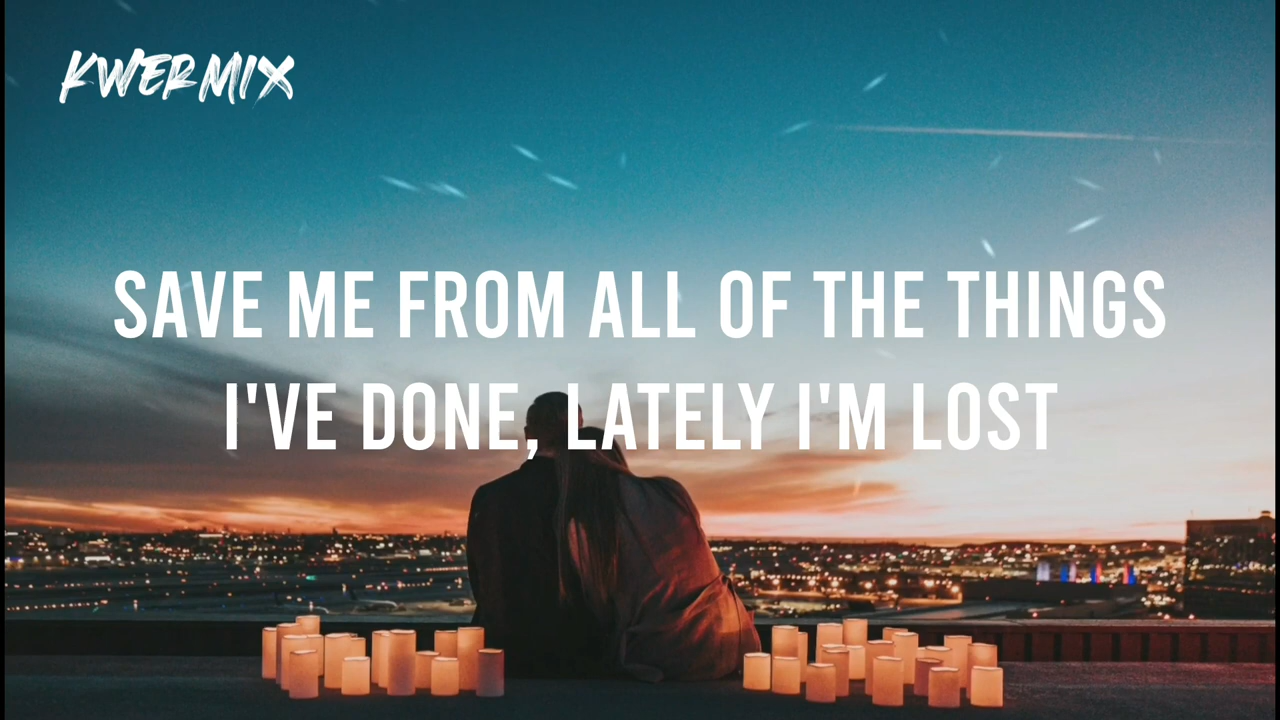 KWERMIX
SAVE ME FROM ALL OF THE THINGS
I'VE DONE, LATELY I'M LOST